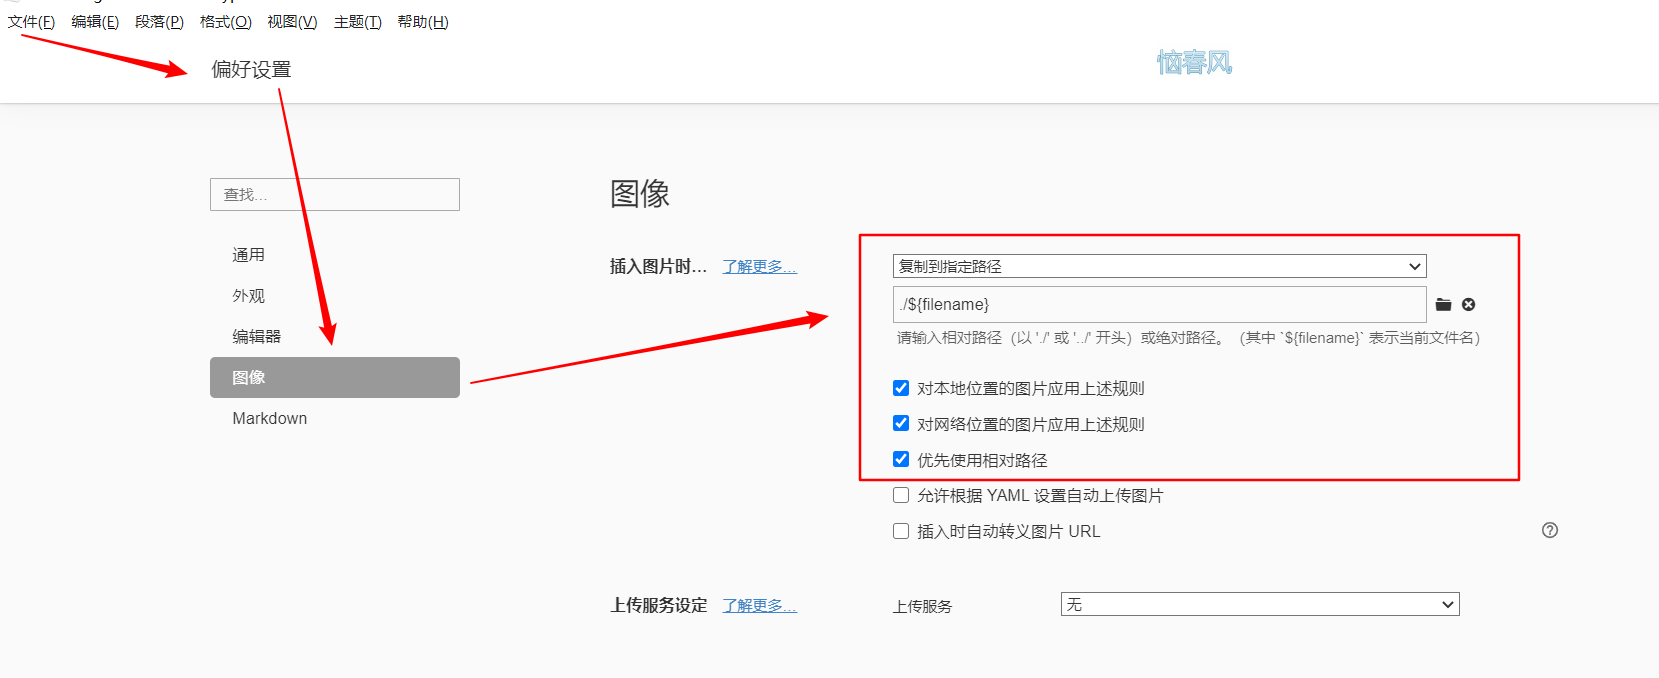 文件(F) 编辑(E) 段落(P) 格式(O) 视图(V) 主题(T) 帮助(H)
偏好设置
恼春风
查找...
通用
外观
编辑器
图像
Markdown
图像
插入图片时... 了解更多...
复制到指定路径
./${filename}
请输入相对路径（以 './' 或 '../' 开头）或绝对路径。（其中 `${filename}` 表示当前文件名）
对本地位置的图片应用上述规则
对网络位置的图片应用上述规则
优先使用相对路径
允许根据 YAML 设置自动上传图片
插入时自动转义图片 URL
上传服务设定 了解更多...
上传服务
无